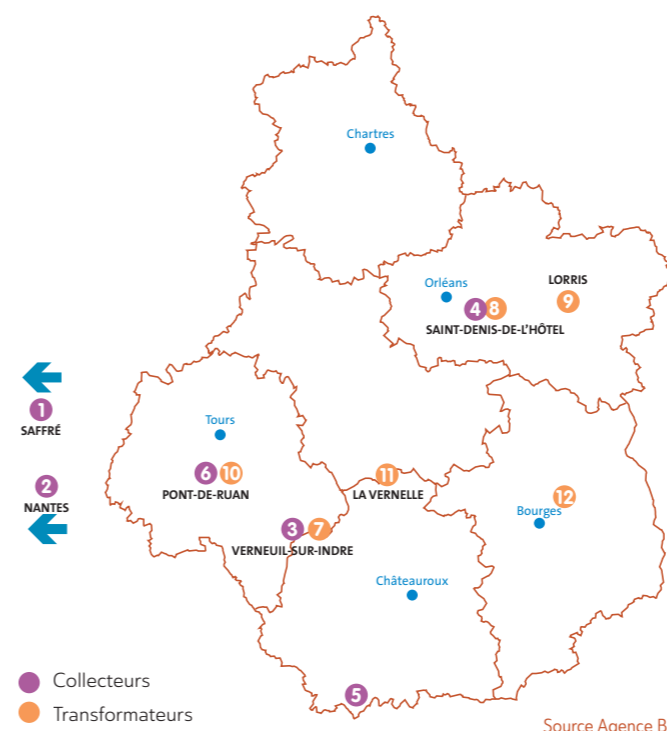 Chartres
Orléans
LORRIS
4 8
9
SAINT-DENIS-DE-L'HÔTEL
1
SAFFRÉ
Tours
6 10
11
2
PONT-DE-RUAN
LA VERNELLE
12
NANTES
Bourges
3 7
VERNEUIL-SUR-INDRE
Châteauroux
5
Collecteurs
Transformateurs
Source Agence B